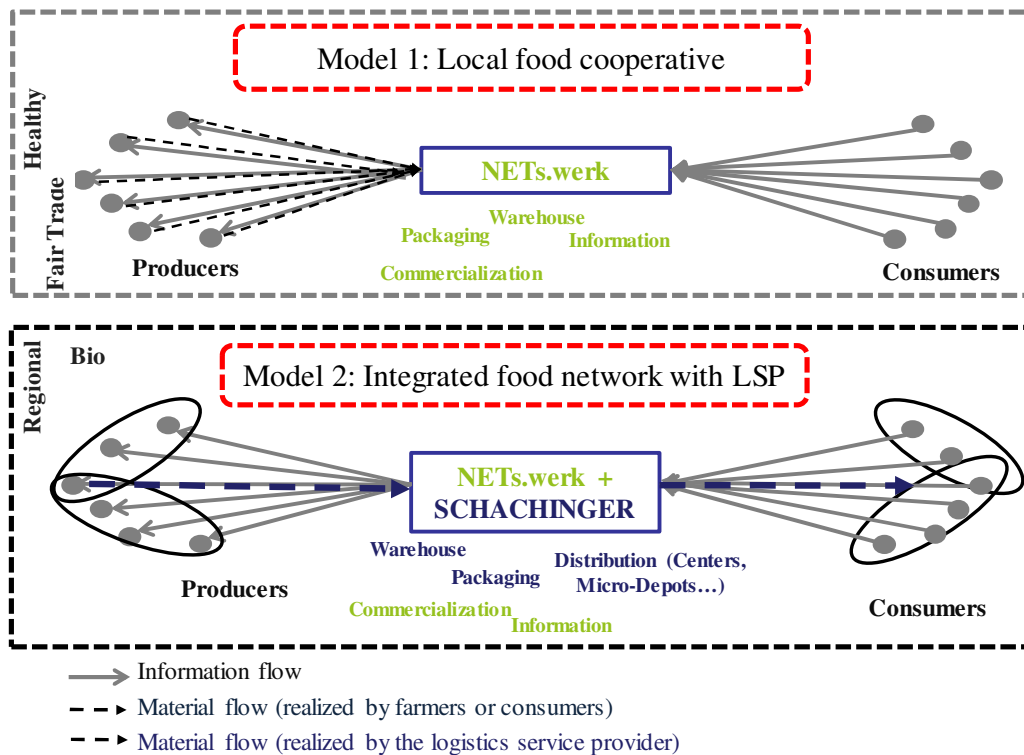 Model 1: Local food cooperative
Healthy
Fair Trade
NETs.werk
Warehouse
Packaging
Information
Commercialization
Producers
Consumers
Bio
Regional
Model 2: Integrated food network with LSP
NETs.werk +
SCHACHINGER
Warehouse
Distribution (Centers,
Packaging
Micro-Depots…)
Producers
Commercialization
Information
Consumers
Information flow
Material flow (realized by farmers or consumers)
Material flow (realized by the logistics service provider)